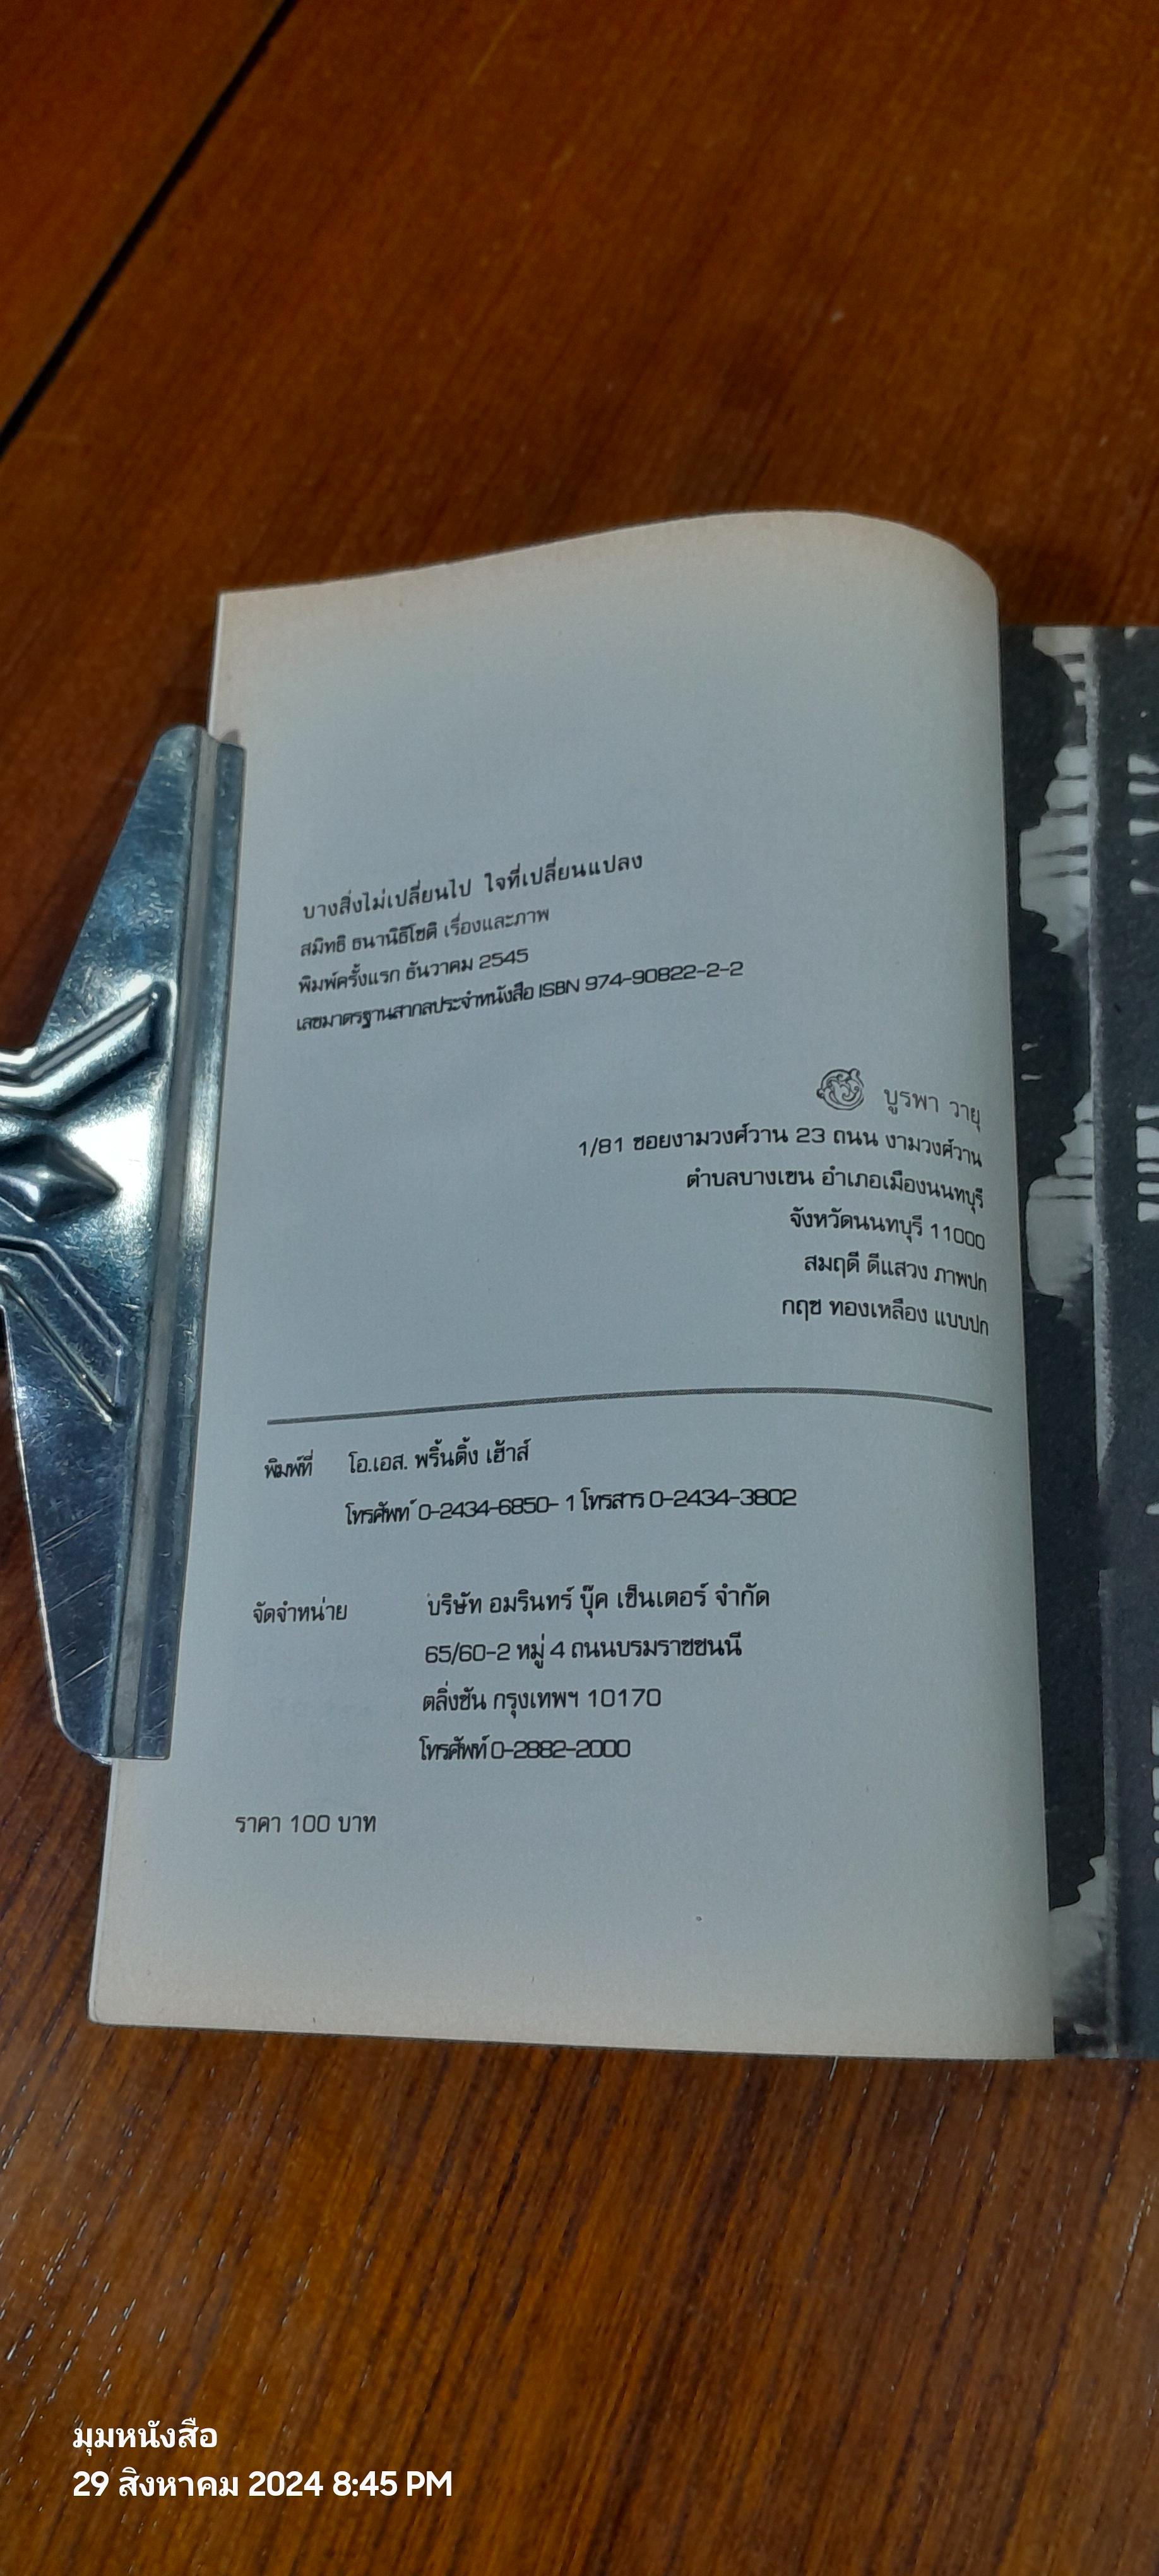 บางสิ่งไม่เปลี่ยนไป ใจที่เปลี่ยนแปลง
สมิทธิ ธนานิธิโชติ เรื่องและภาพ
พิมพ์ครั้งแรก ธันวาคม 2545
เลขมาตรฐานสากลประจำหนังสือ ISBN 974-90822-2-2
บูรพา วายุ
1/81 ซอยงามวงศ์วาน 23 ถนน งามวงศ์วาน
ตำบลบางเขน อำเภอเมืองนนทบุรี
จังหวัดนนทบุรี 11000
สมฤดี ดีแสวง ภาพปก
กฤช ทองเหลือง แบบปก
พิมพ์ที่ โอ.เอส. พริ้นติ้ง เฮ้าส์
โทรศัพท์ 0-2434-6850- 1 โทรสาร 0-2434-3802
จัดจำหน่าย บริษัท อมรินทร์ บุ๊ค เซ็นเตอร์ จำกัด
65/60-2 หมู่ 4 ถนนบรมราชชนนี
ตลิ่งชัน กรุงเทพฯ 10170
โทรศัพท์ 0-2882-2000
ราคา 100 บาท
มุมหนังสือ
29 สิงหาคม 2024 8:45 PM